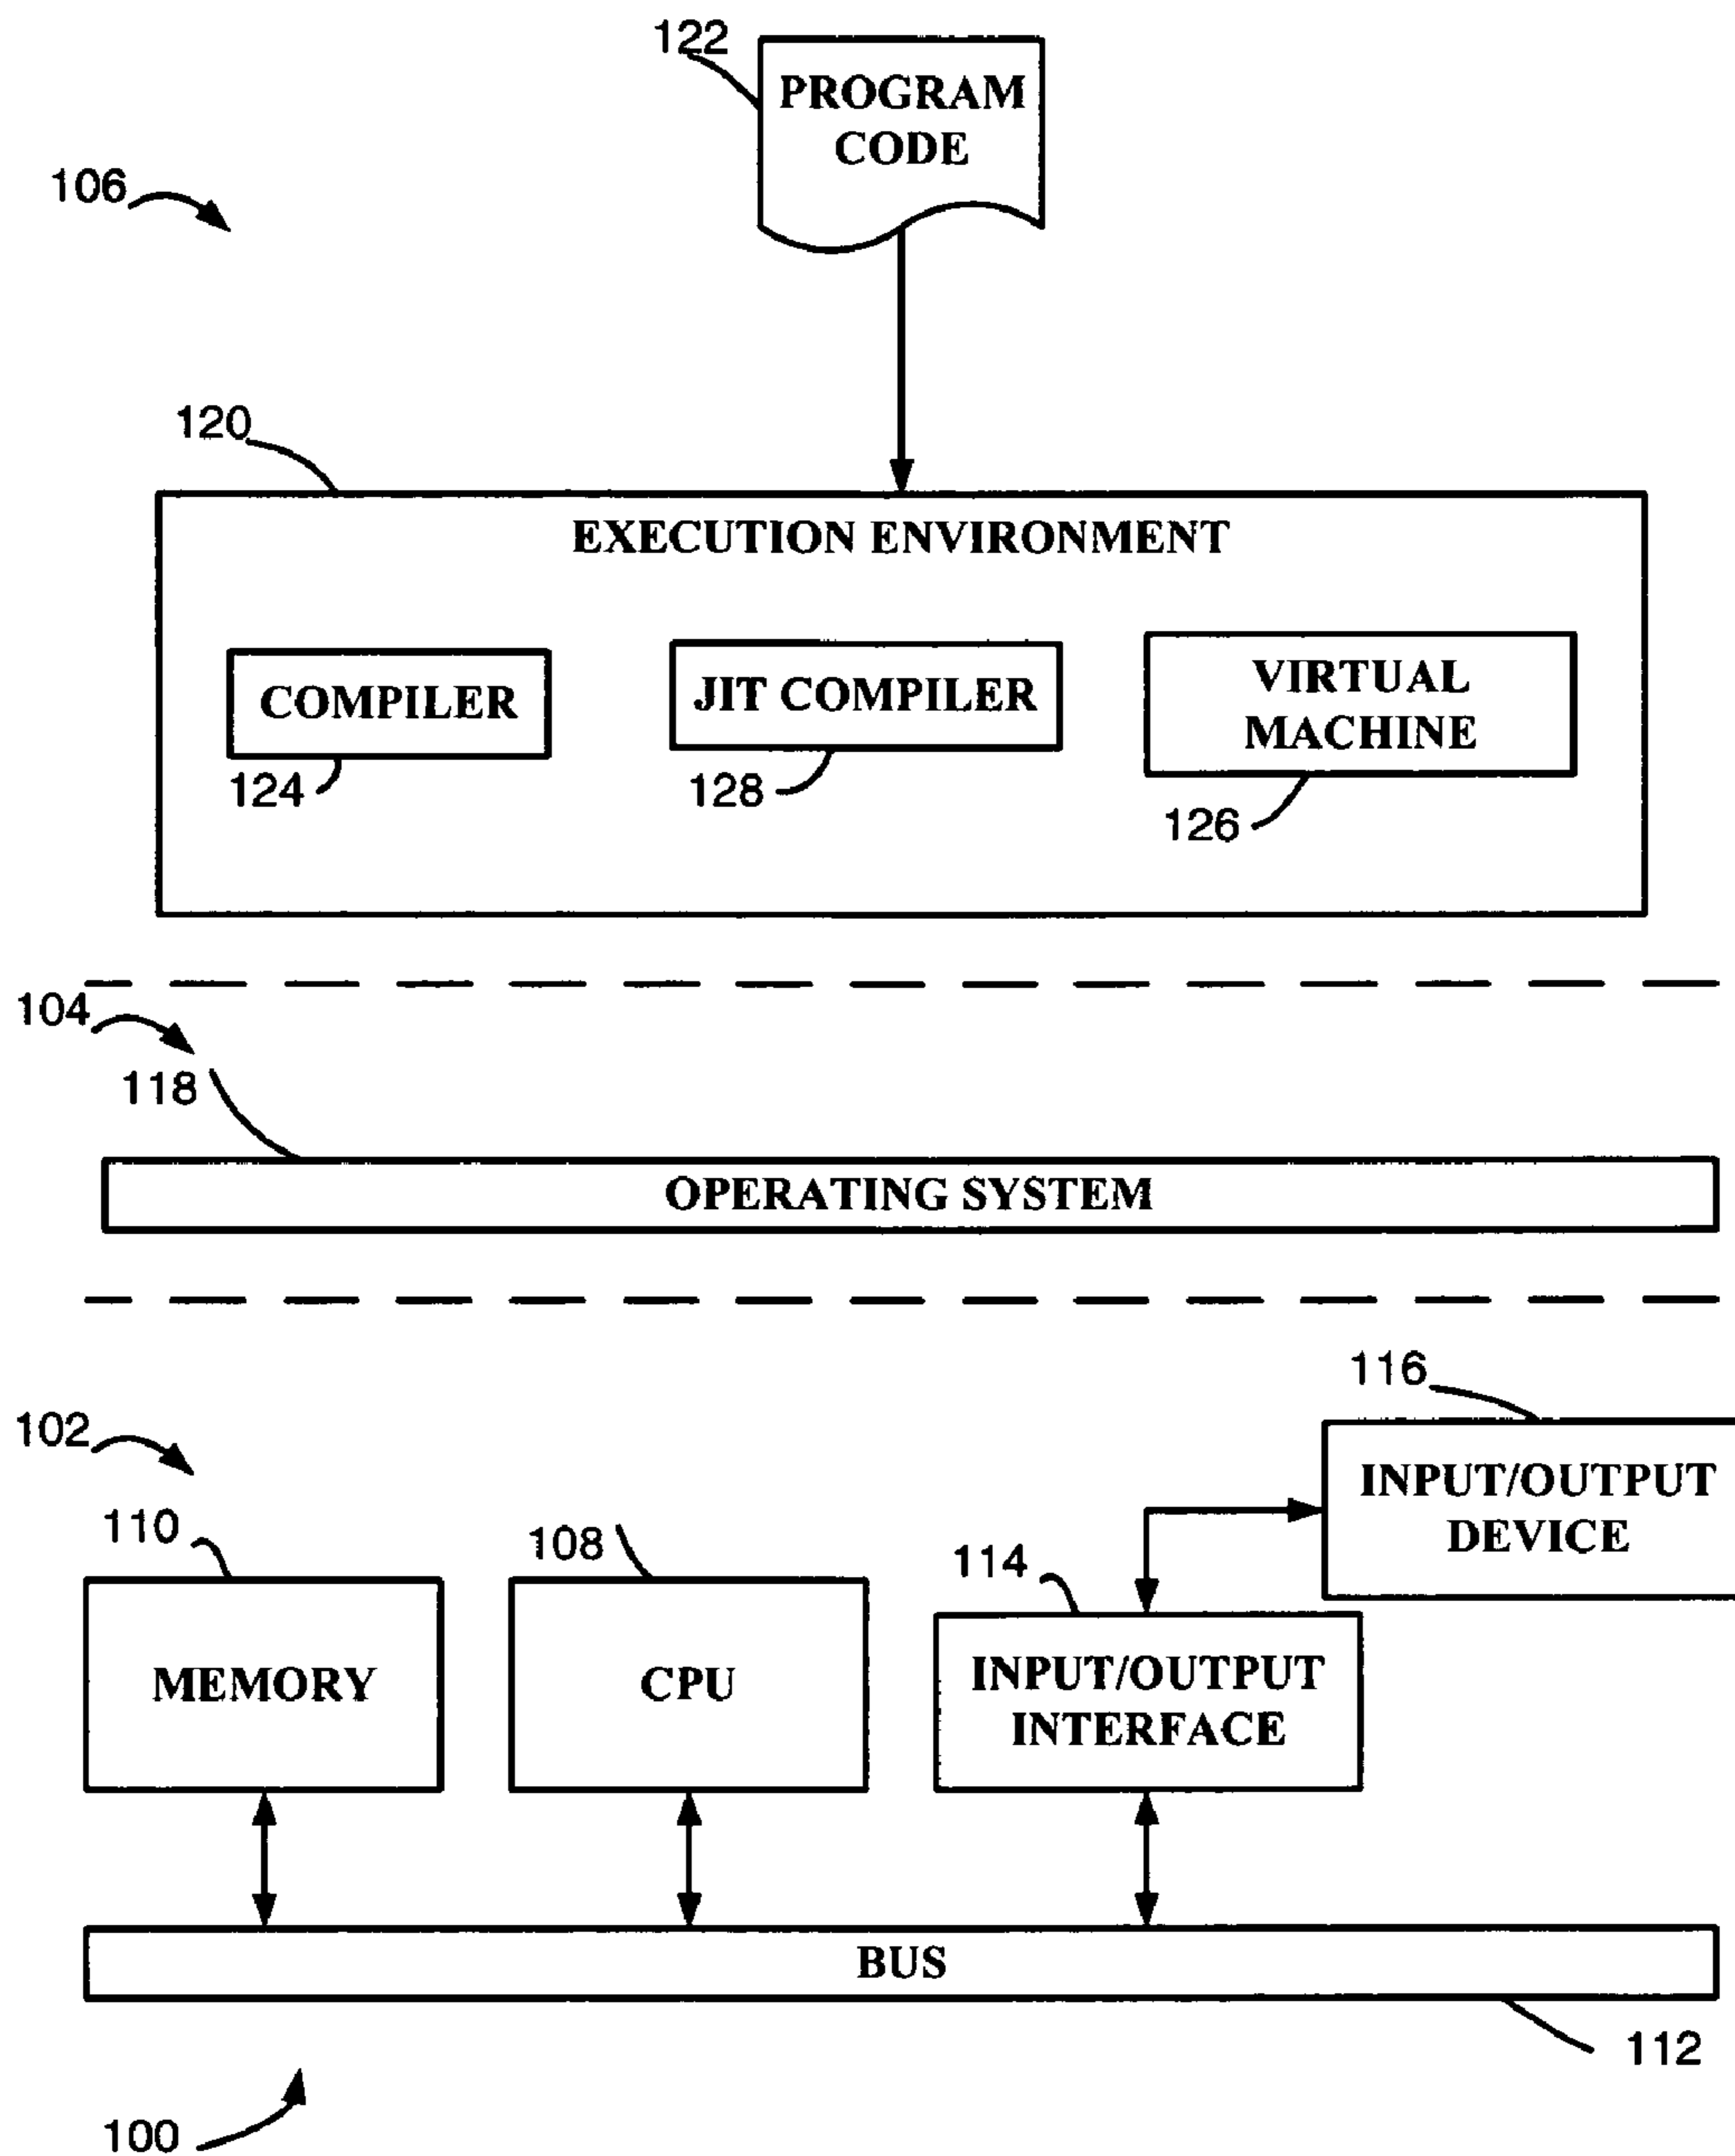 122
PROGRAM
CODE
106
120
EXECUTION ENVIRONMENT
COMPILER
JIT COMPILER
VIRTUAL
MACHINE
124
128
126
104
118
OPERATING SYSTEM
116
102
INPUT/OUTPUT
DEVICE
110
108
114
MEMORY
CPU
INPUT/OUTPUT
INTERFACE
BUS
112
100